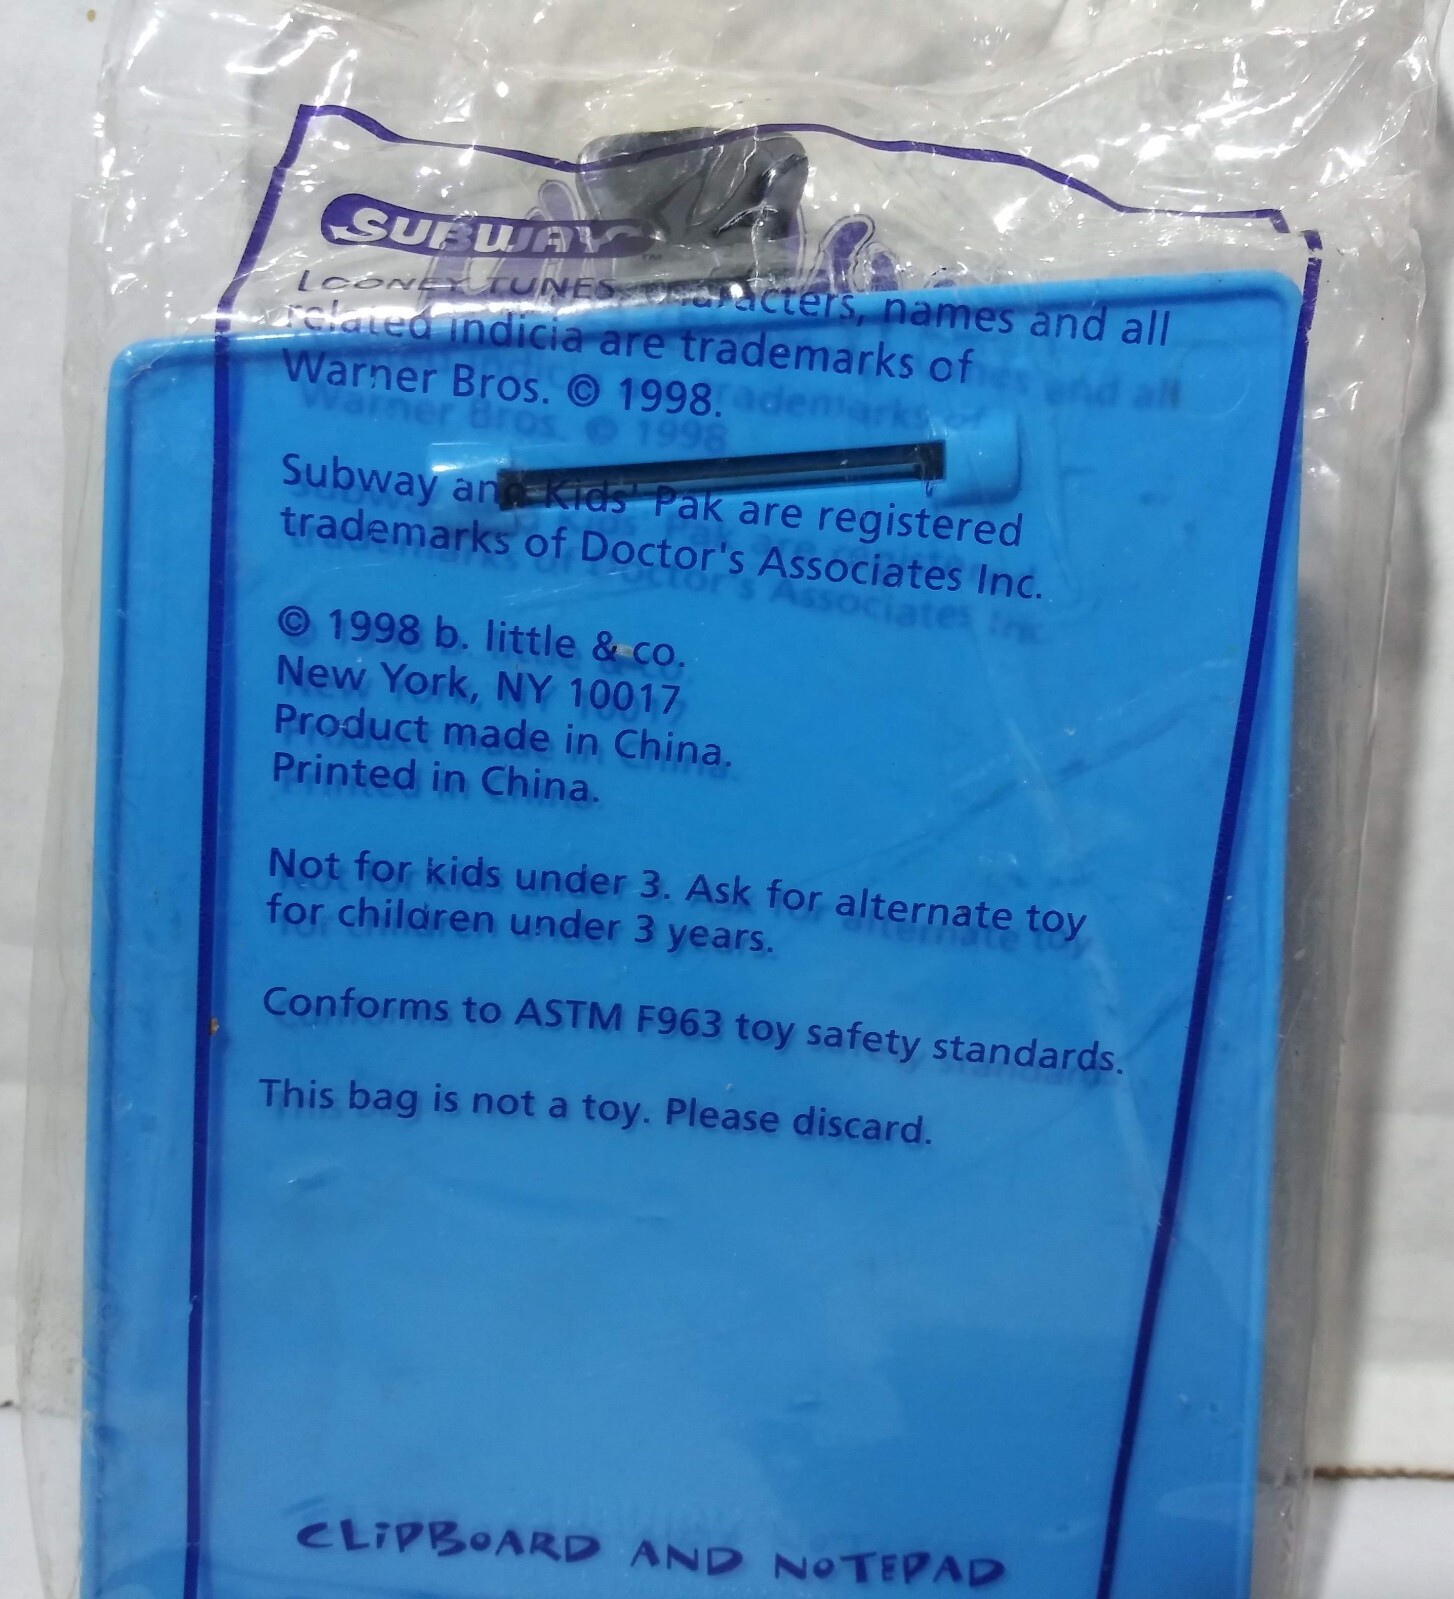 SUBWAY
LOONEY TUNES, characters, names and all
related indicia are trademarks of
Warner Bros. © 1998.
Subway and Kids' Pak are registered
trademarks of Doctor's Associates Inc.
© 1998 b. little & co.
New York, NY 10017
Product made in China.
Printed in China.
Not for kids under 3. Ask for alternate toy
for children under 3 years.
Conforms to ASTM F963 toy safety standards.
This bag is not a toy. Please discard.
CLiPBOARD AND NOTEPAD